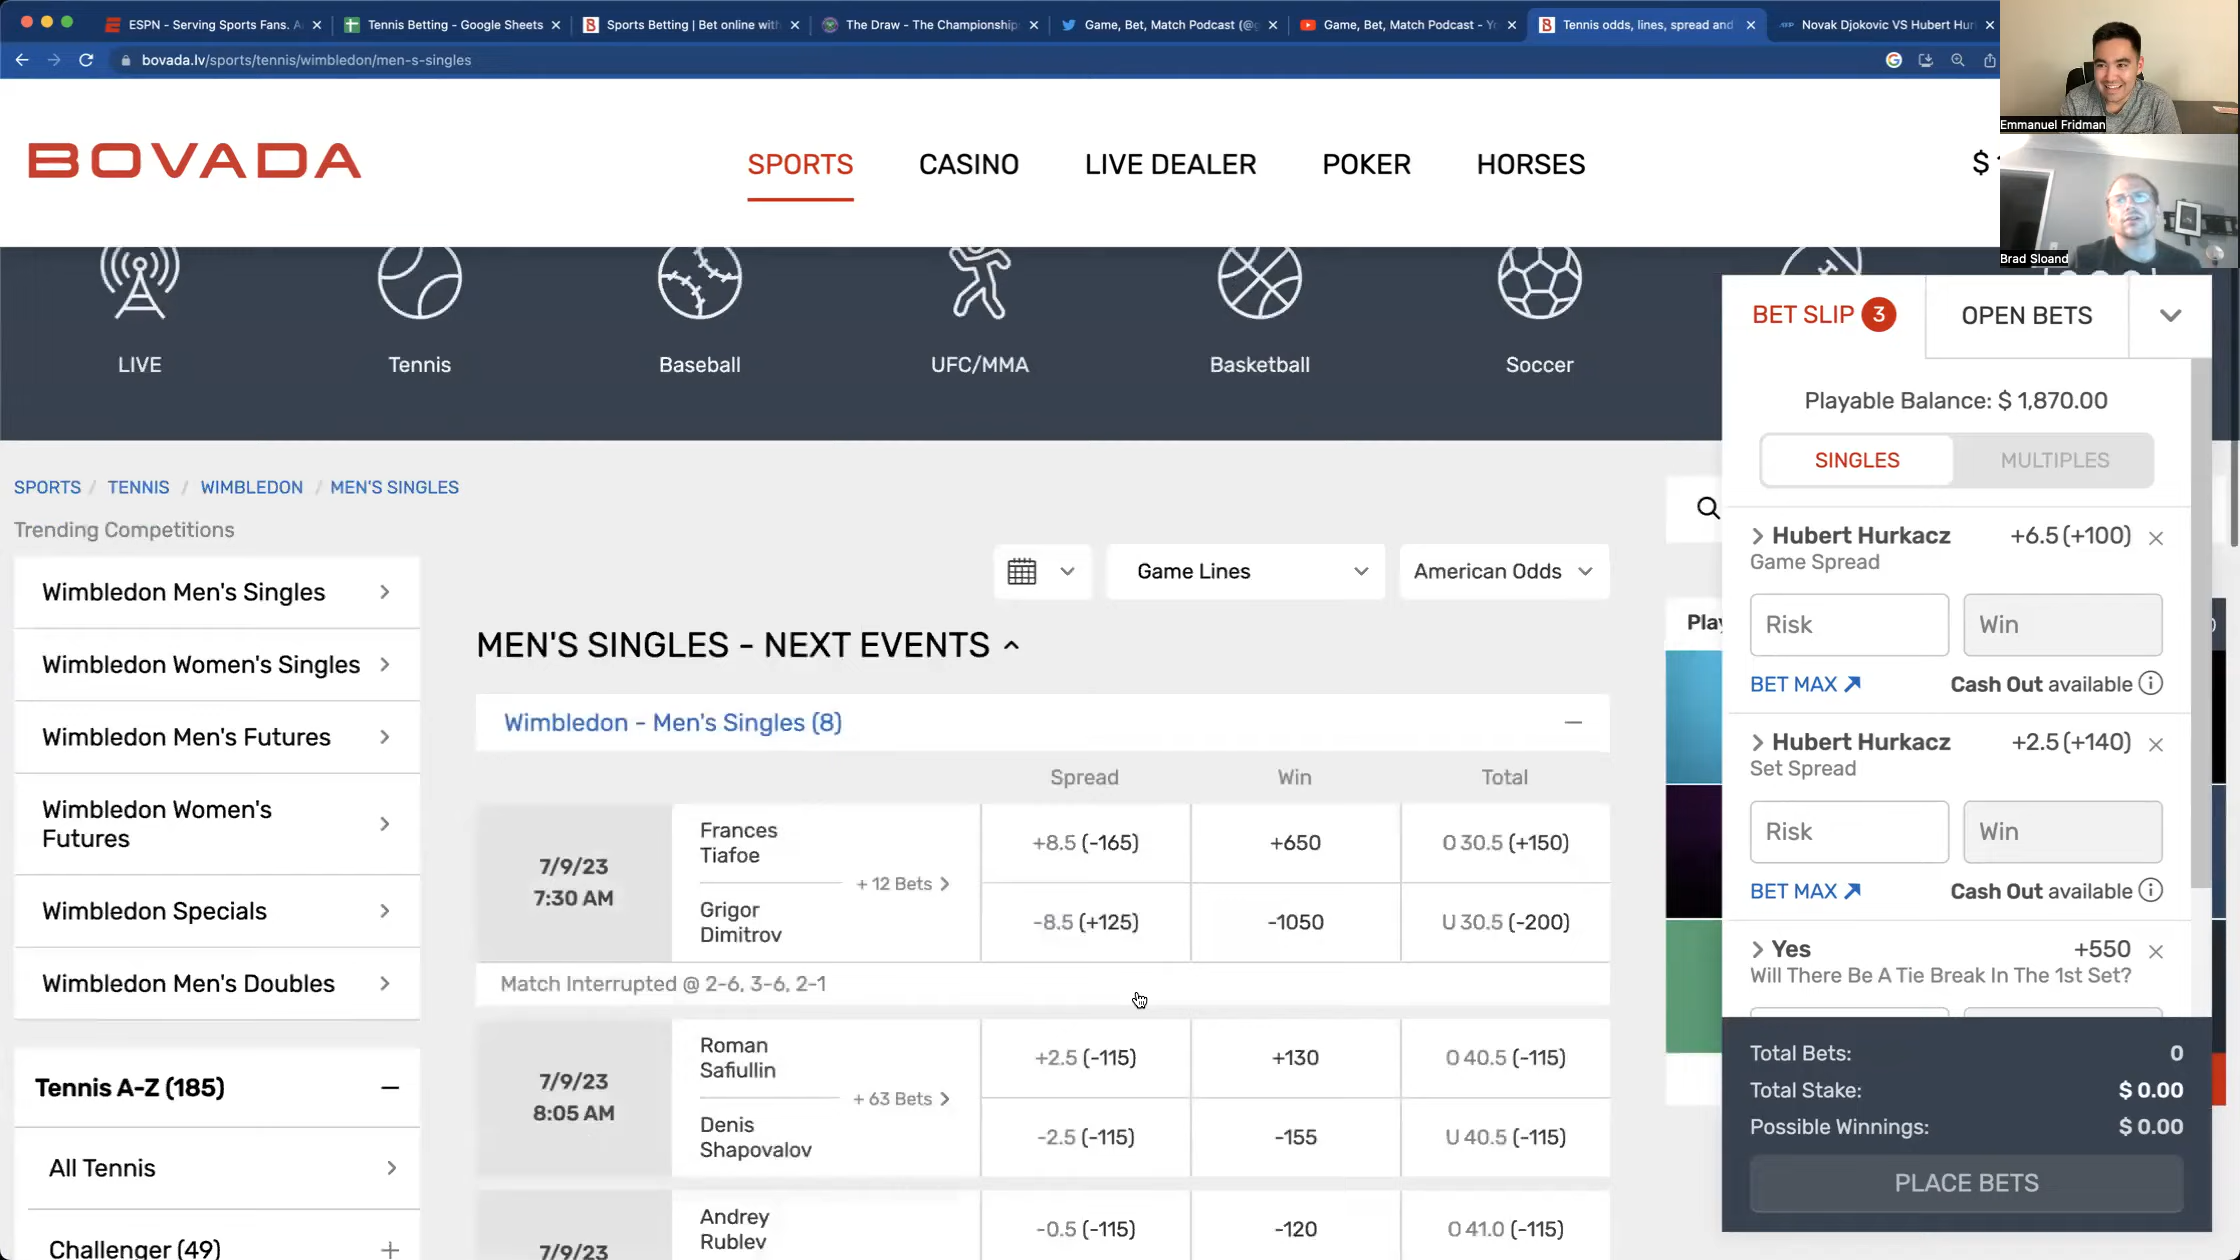 ESPN - Serving Sports Fans. A
Tennis Betting - Google Sheets
Sports Betting | Bet online with
The Draw - The Championship
Game, Bet, Match Podcast (@g
Game, Bet, Match Podcast - Yo
Tennis odds, lines, spread and
Novak Djokovic VS Hubert Hur
bovada.lv/sports/tennis/wimbledon/men-s-singles
Emmanuel Fridman
Brad Sloand
BOVADA
SPORTS
CASINO
LIVE DEALER
POKER
HORSES
$
LIVE
Tennis
Baseball
UFC/MMA
Basketball
Soccer
SPORTS / TENNIS / WIMBLEDON / MEN'S SINGLES
Trending Competitions
Wimbledon Men's Singles
Wimbledon Women's Singles
Wimbledon Men's Futures
Wimbledon Women's
Futures
Wimbledon Specials
Wimbledon Men's Doubles
Tennis A-Z (185)
All Tennis
Challenger (49)
Game Lines
American Odds
MEN'S SINGLES - NEXT EVENTS
Wimbledon - Men's Singles (8)
Spread Win Total
7/9/23
7:30 AM
Frances
Tiafoe
+ 12 Bets
Grigor
Dimitrov
+8.5 (-165) +650 O 30.5 (+150)
-8.5 (+125) -1050 U 30.5 (-200)
Match Interrupted @ 2-6, 3-6, 2-1
7/9/23
8:05 AM
Roman
Safiullin
+ 63 Bets
Denis
Shapovalov
+2.5 (-115) +130 O 40.5 (-115)
-2.5 (-115) -155 U 40.5 (-115)
7/9/23
Andrey
Rublev
-0.5 (-115) -120 O 41.0 (-115)
Play
BET SLIP 3
OPEN BETS
Playable Balance: $ 1,870.00
SINGLES
MULTIPLES
Hubert Hurkacz +6.5 (+100)
Game Spread
Risk
Win
BET MAX
Cash Out available
Hubert Hurkacz +2.5 (+140)
Set Spread
Risk
Win
BET MAX
Cash Out available
Yes +550
Will There Be A Tie Break In The 1st Set?
Total Bets: 0
Total Stake: $ 0.00
Possible Winnings: $ 0.00
PLACE BETS